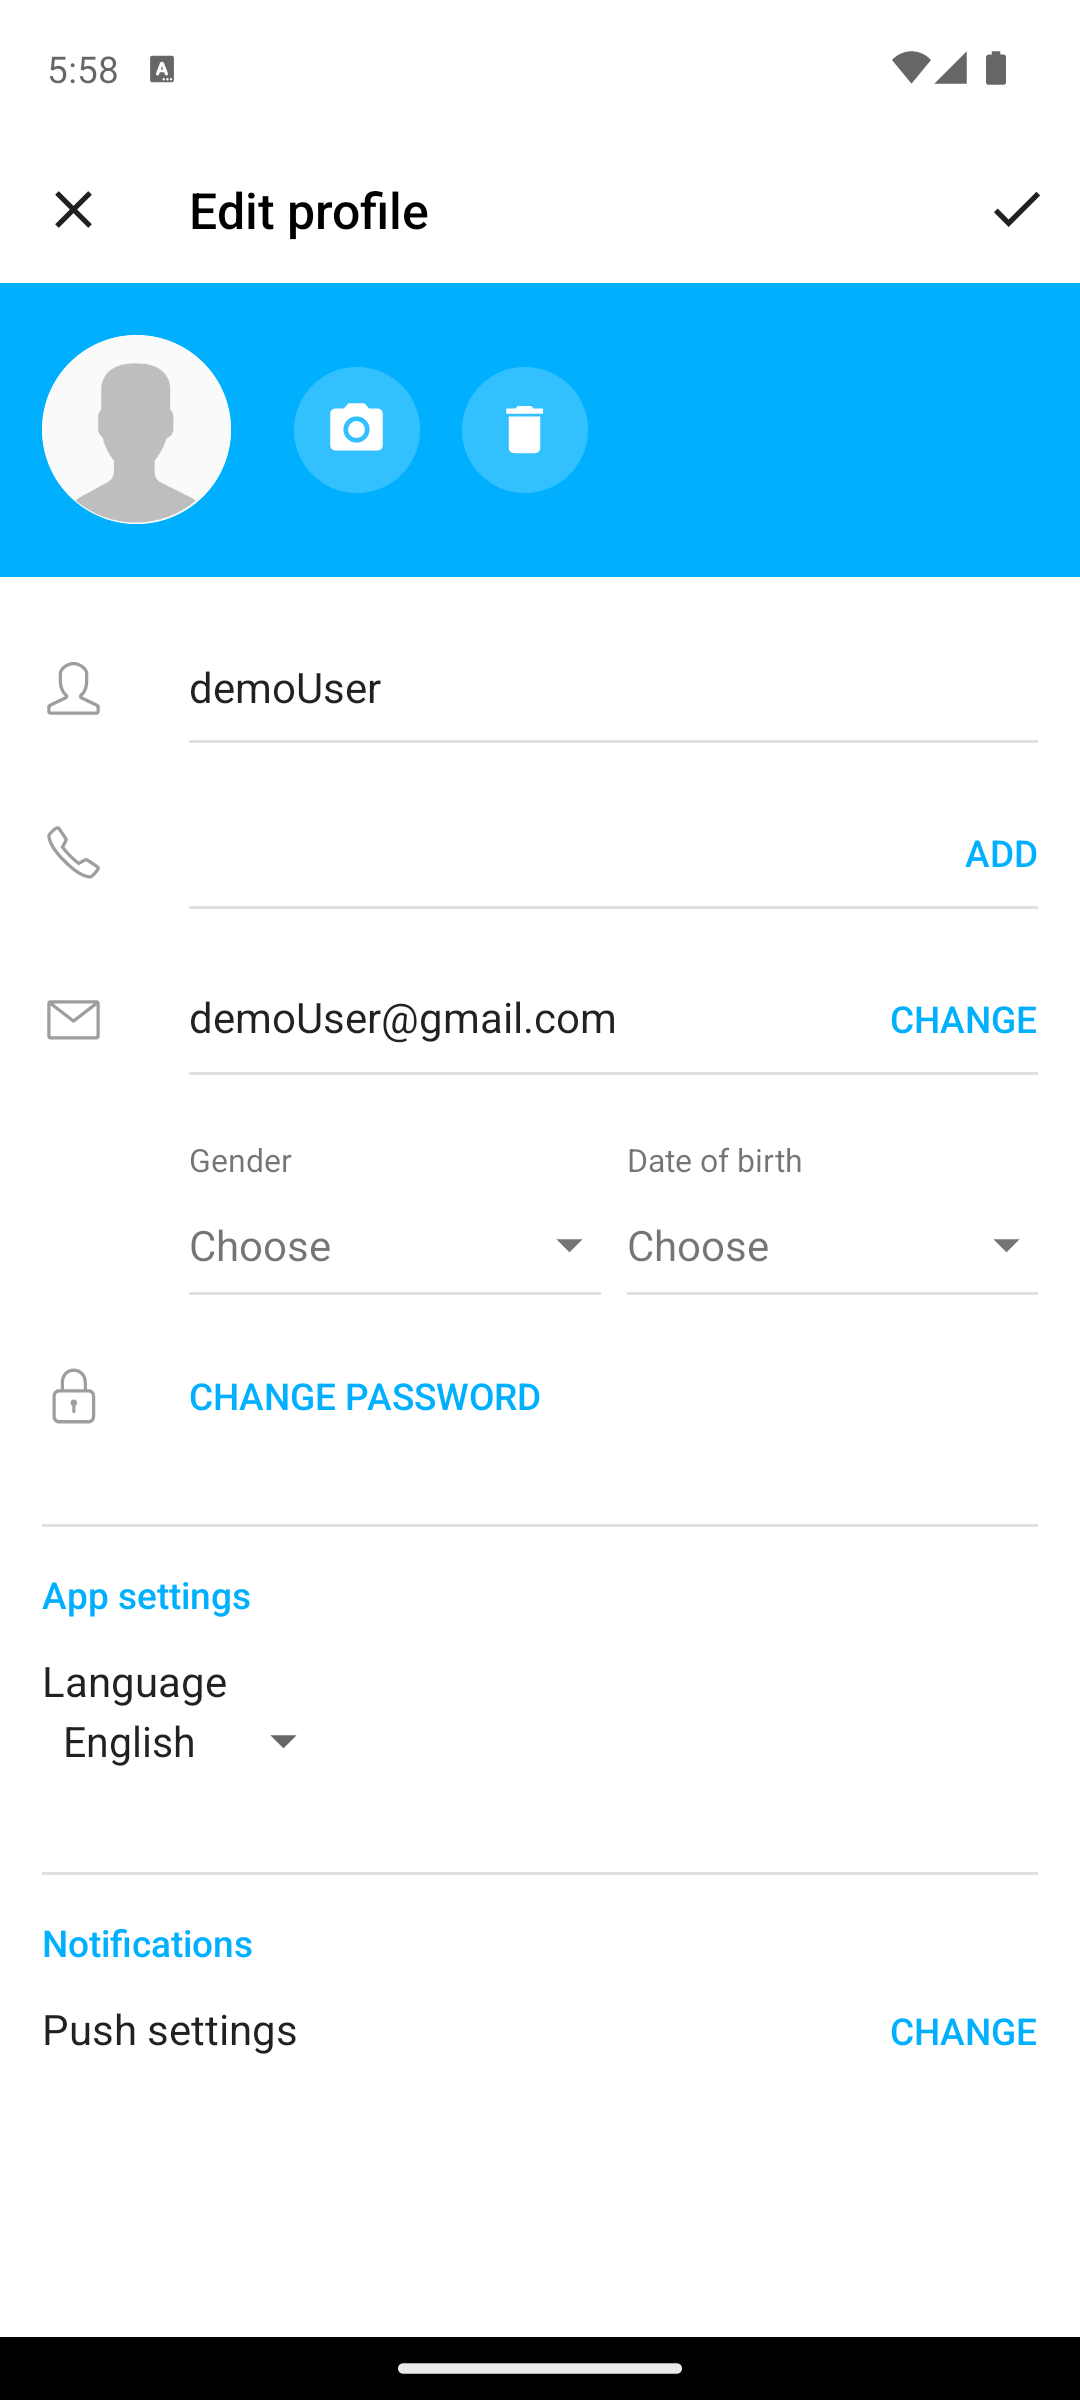 5:58
Edit profile
demoUser
ADD
demoUser@gmail.com CHANGE
Gender Date of birth
Choose Choose
CHANGE PASSWORD
App settings
Language
English
Notifications
Push settings CHANGE